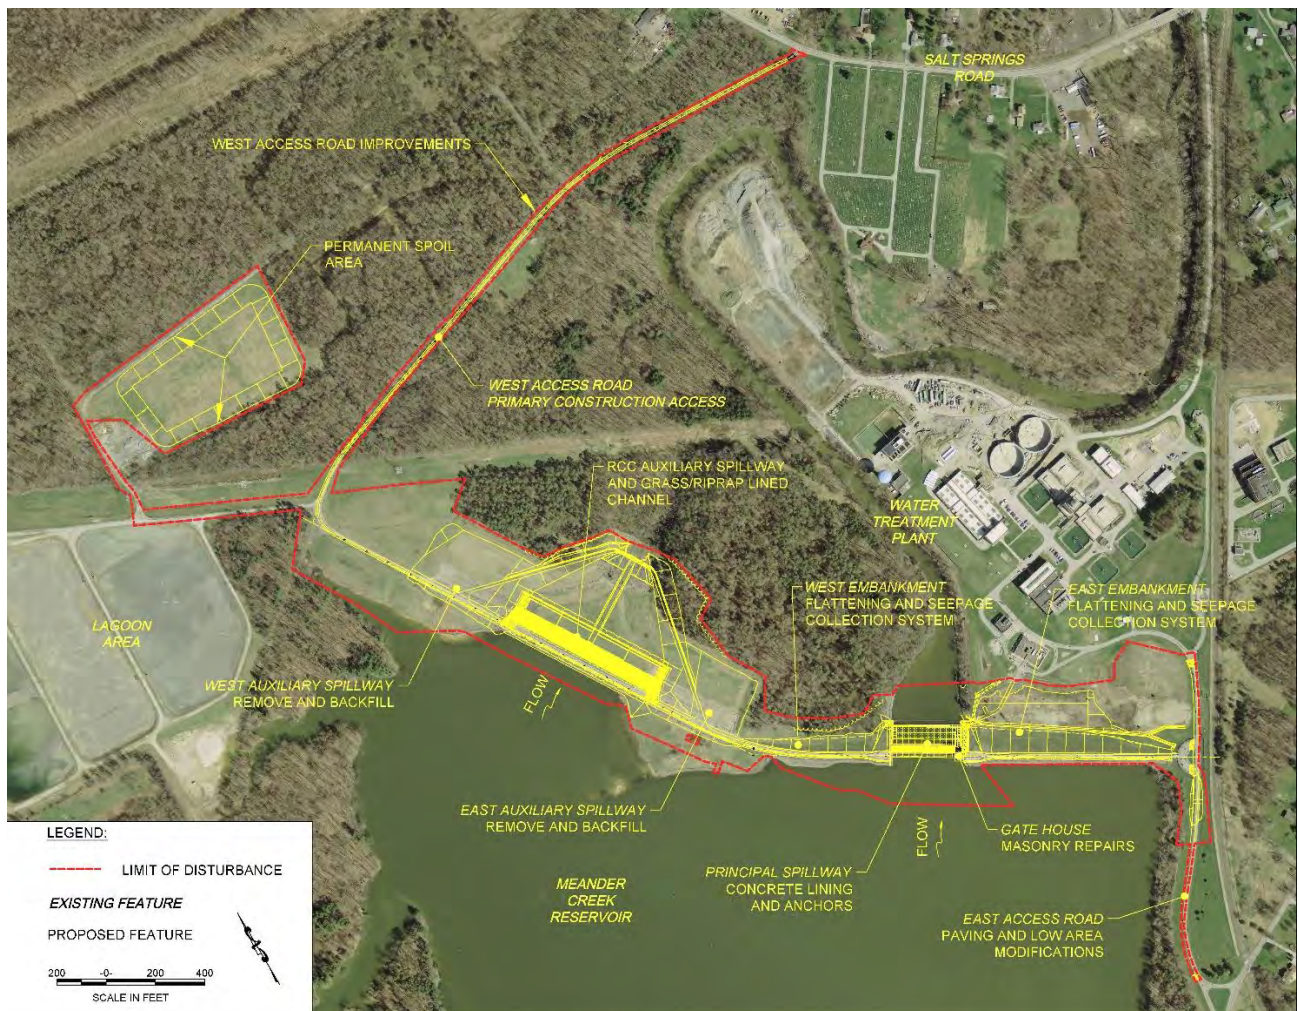 SALT SPRINGS
ROAD
WEST ACCESS ROAD IMPROVEMENTS
PERMANENT SPOIL
AREA
WEST ACCESS ROAD
PRIMARY CONSTRUCTION ACCESS
RCC AUXILIARY SPILLWAY
AND GRASS/RIPRAP LINED
CHANNEL
WATER
TREATMENT
PLANT
WEST EMBANKMENT
FLATTENING AND SEEPAGE
COLLECTION SYSTEM
EAST EMBANKMENT
FLATTENING AND SEEPAGE
COLLECTION SYSTEM
LAGOON
AREA
WEST AUXILIARY SPILLWAY
REMOVE AND BACKFILL
FLOW
EAST AUXILIARY SPILLWAY
REMOVE AND BACKFILL
FLOW
GATE HOUSE
MASONRY REPAIRS
PRINCIPAL SPILLWAY
CONCRETE LINING
AND ANCHORS
MEANDER
CREEK
RESERVOIR
EAST ACCESS ROAD
PAVING AND LOW AREA
MODIFICATIONS
LEGEND:
LIMIT OF DISTURBANCE
EXISTING FEATURE
PROPOSED FEATURE
200 -0- 200 400
SCALE IN FEET